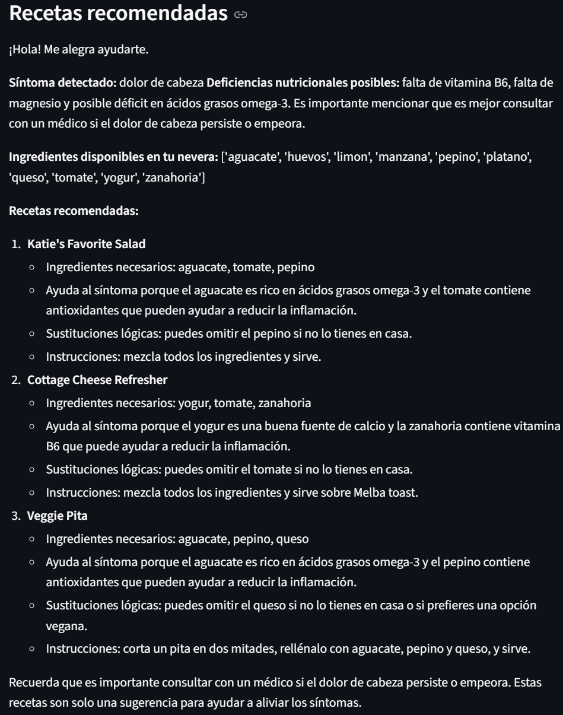 Recetas recomendadas
¡Hola! Me alegra ayudarte.
Síntoma detectado: dolor de cabeza Deficiencias nutricionales posibles: falta de vitamina B6, falta de
magnesio y posible déficit en ácidos grasos omega-3. Es importante mencionar que es mejor consultar
con un médico si el dolor de cabeza persiste o empeora.
Ingredientes disponibles en tu nevera: ['aguacate', 'huevos', 'limon', 'manzana', 'pepino', 'platano',
'queso', 'tomate', 'yogur', 'zanahoria']
Recetas recomendadas:
1. Katie's Favorite Salad
○ Ingredientes necesarios: aguacate, tomate, pepino
○ Ayuda al síntoma porque el aguacate es rico en ácidos grasos omega-3 y el tomate contiene
antioxidantes que pueden ayudar a reducir la inflamación.
○ Sustituciones lógicas: puedes omitir el pepino si no lo tienes en casa.
○ Instrucciones: mezcla todos los ingredientes y sirve.
2. Cottage Cheese Refresher
○ Ingredientes necesarios: yogur, tomate, zanahoria
○ Ayuda al síntoma porque el yogur es una buena fuente de calcio y la zanahoria contiene vitamina
B6 que puede ayudar a reducir la inflamación.
○ Sustituciones lógicas: puedes omitir el tomate si no lo tienes en casa.
○ Instrucciones: mezcla todos los ingredientes y sirve sobre Melba toast.
3. Veggie Pita
○ Ingredientes necesarios: aguacate, pepino, queso
○ Ayuda al síntoma porque el aguacate es rico en ácidos grasos omega-3 y el pepino contiene
antioxidantes que pueden ayudar a reducir la inflamación.
○ Sustituciones lógicas: puedes omitir el queso si no lo tienes en casa o si prefieres una opción
vegana.
○ Instrucciones: corta un pita en dos mitades, rellénalo con aguacate, pepino y queso, y sirve.
Recuerda que es importante consultar con un médico si el dolor de cabeza persiste o empeora. Estas
recetas son solo una sugerencia para ayudar a aliviar los síntomas.